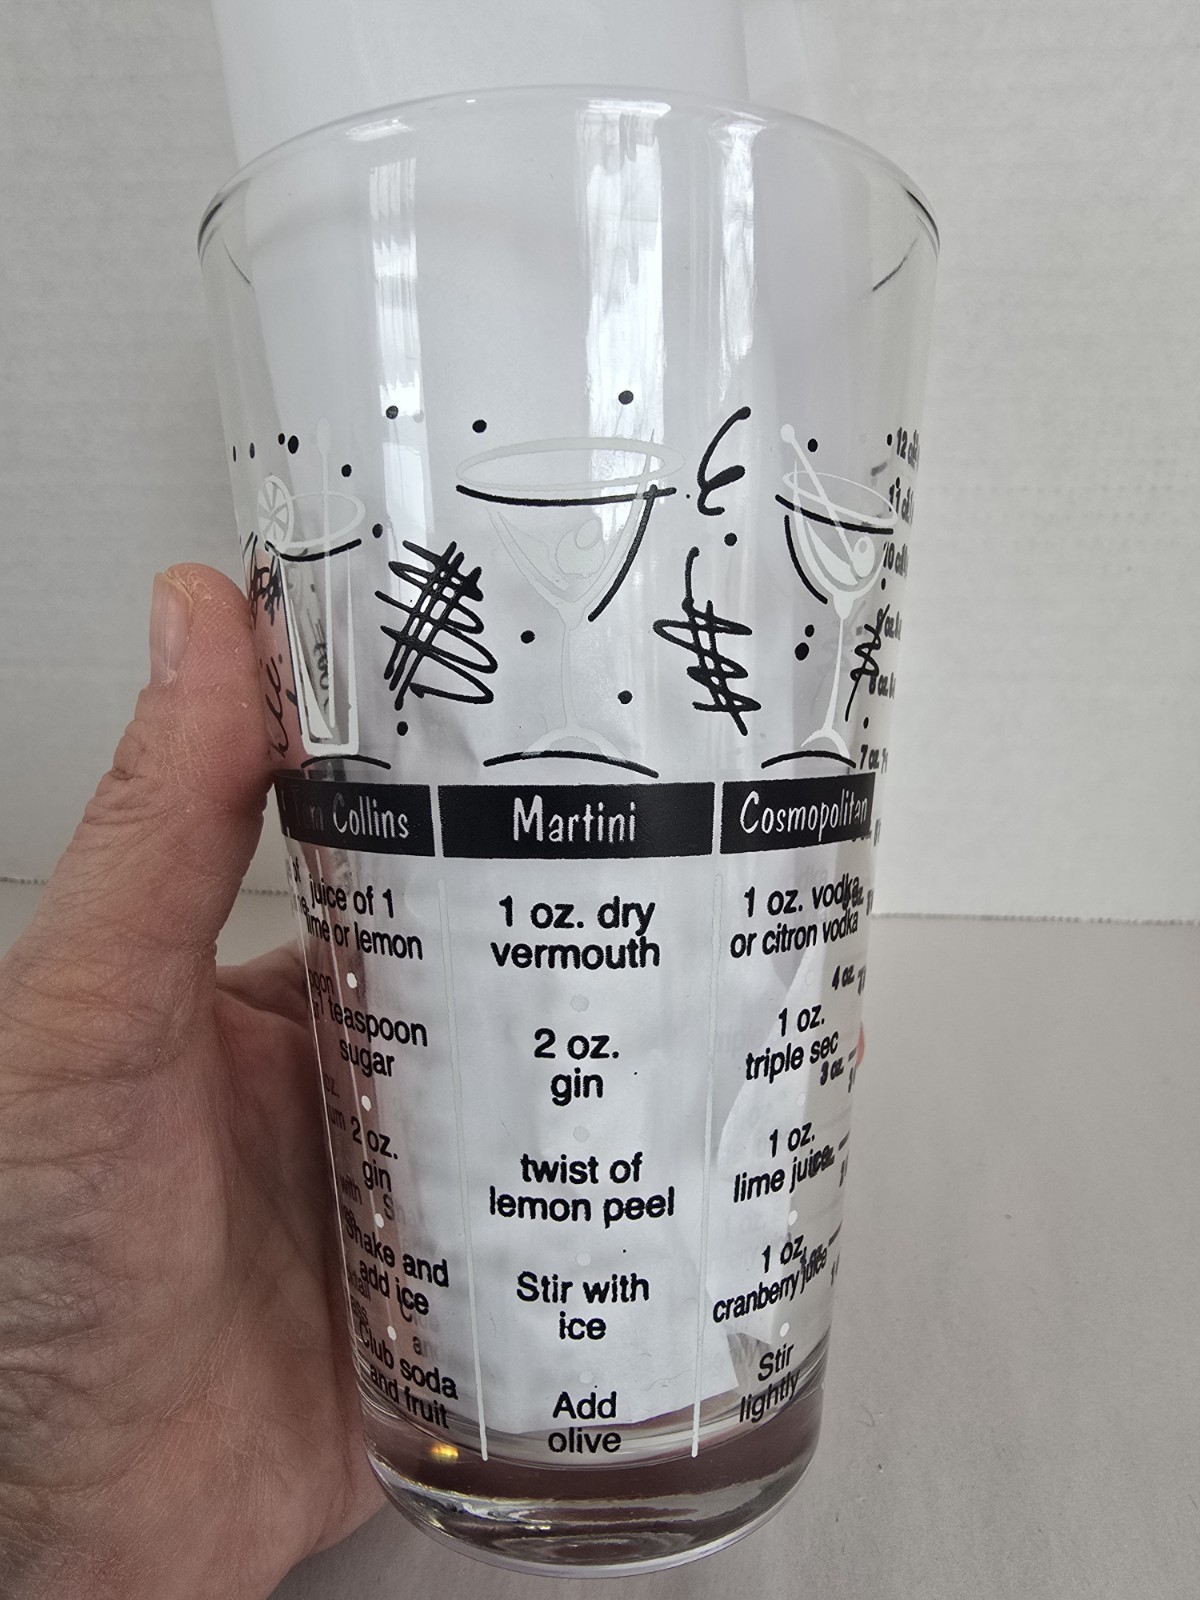 Tom Collins
juice of 1
lime or lemon
1 teaspoon
sugar
2 oz.
gin
Shake and
add ice
Club soda
and fruit
Martini
1 oz. dry
vermouth
2 oz.
gin
twist of
lemon peel
Stir with
ice
Add
olive
Cosmopolitan
1 oz. vodka
or citron vodka
1 oz.
triple sec
1 oz.
lime juice
1 oz.
cranberry juice
Stir
lightly
12
11
10
8 oz.
7 oz.
4 oz.
3 oz.